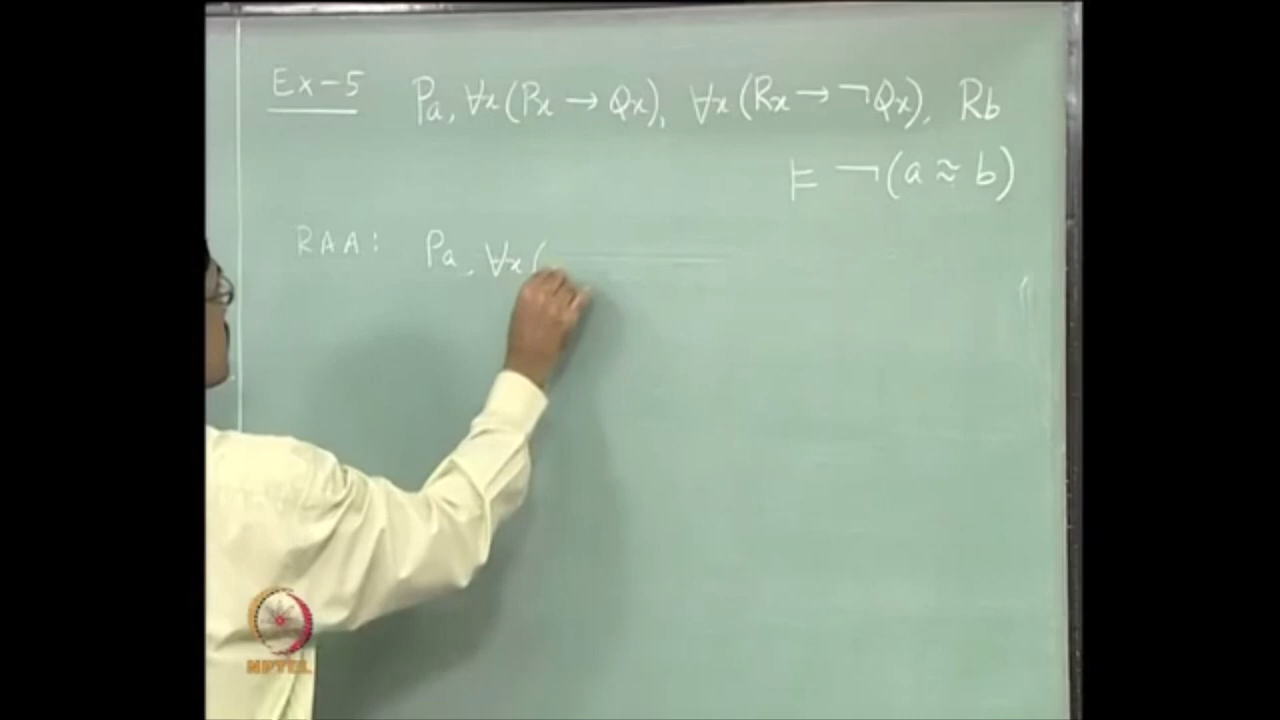 Ex-5 Pa, ∀x(Px → Qx), ∀x(Rx → ¬Qx), Rb
⊨ ¬(a ≈ b)
RAA: Pa, ∀x(
NPTEL